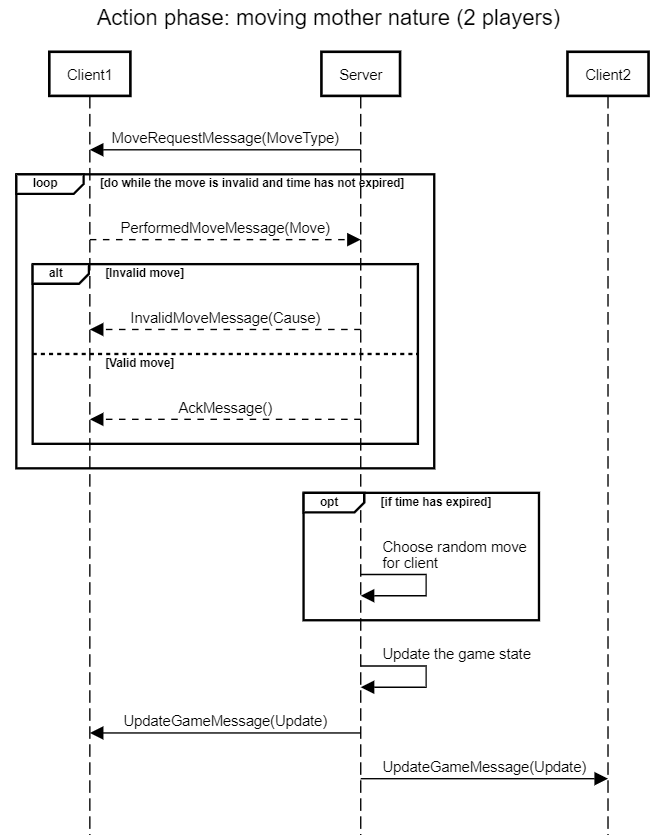 Action phase: moving mother nature (2 players)
Client1
Server
Client2
MoveRequestMessage(MoveType)
loop
[do while the move is invalid and time has not expired]
PerformedMoveMessage(Move)
alt
[Invalid move]
InvalidMoveMessage(Cause)
[Valid move]
AckMessage()
opt
[if time has expired]
Choose random move
for client
Update the game state
UpdateGameMessage(Update)
UpdateGameMessage(Update)